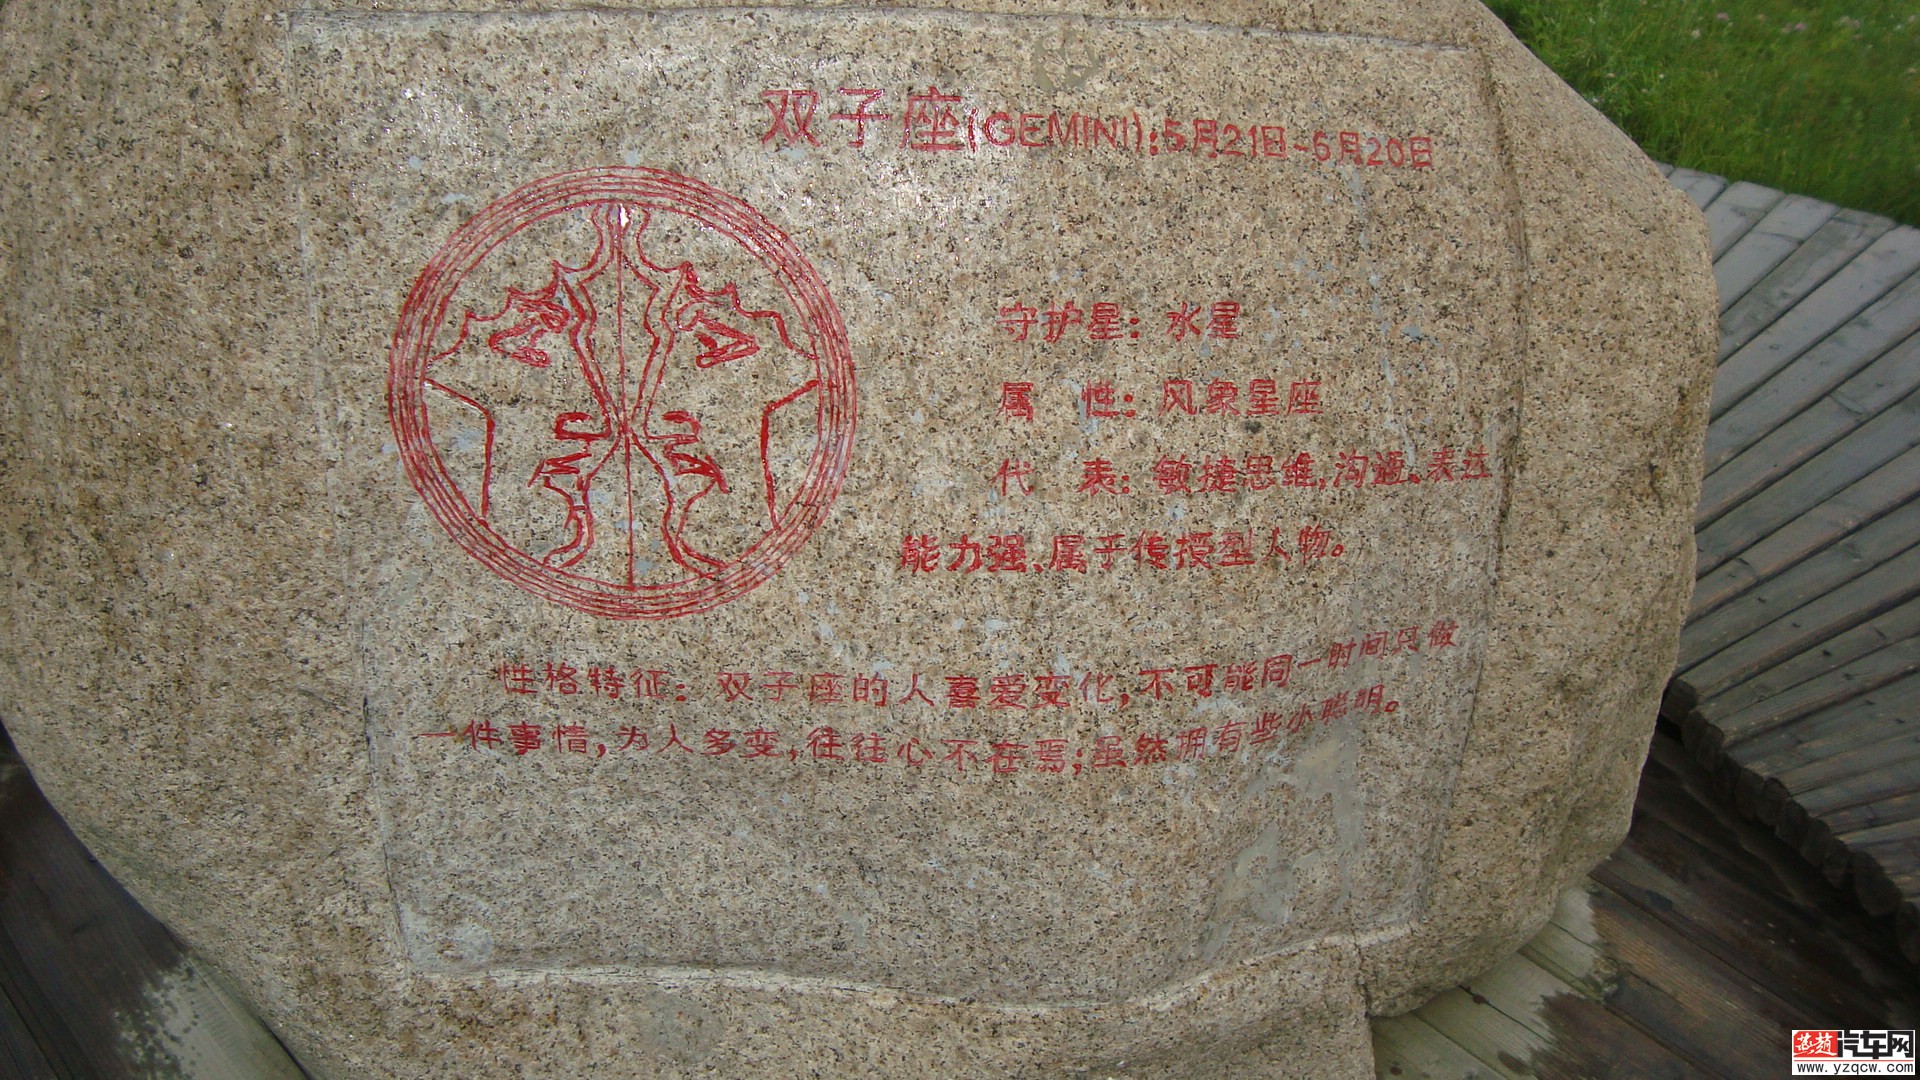 双子座(GEMINI):5月21日-6月20日
守护星：水星
属 性：风象星座
代 表：敏捷思维,沟通、表达
能力强、属于传授型人物。
性格特征：双子座的人喜爱变化,不可能同一时间只做
一件事情,为人多变,往往心不在焉;虽然拥有些小聪明。
燕赵汽车网
www.yzqcw.com